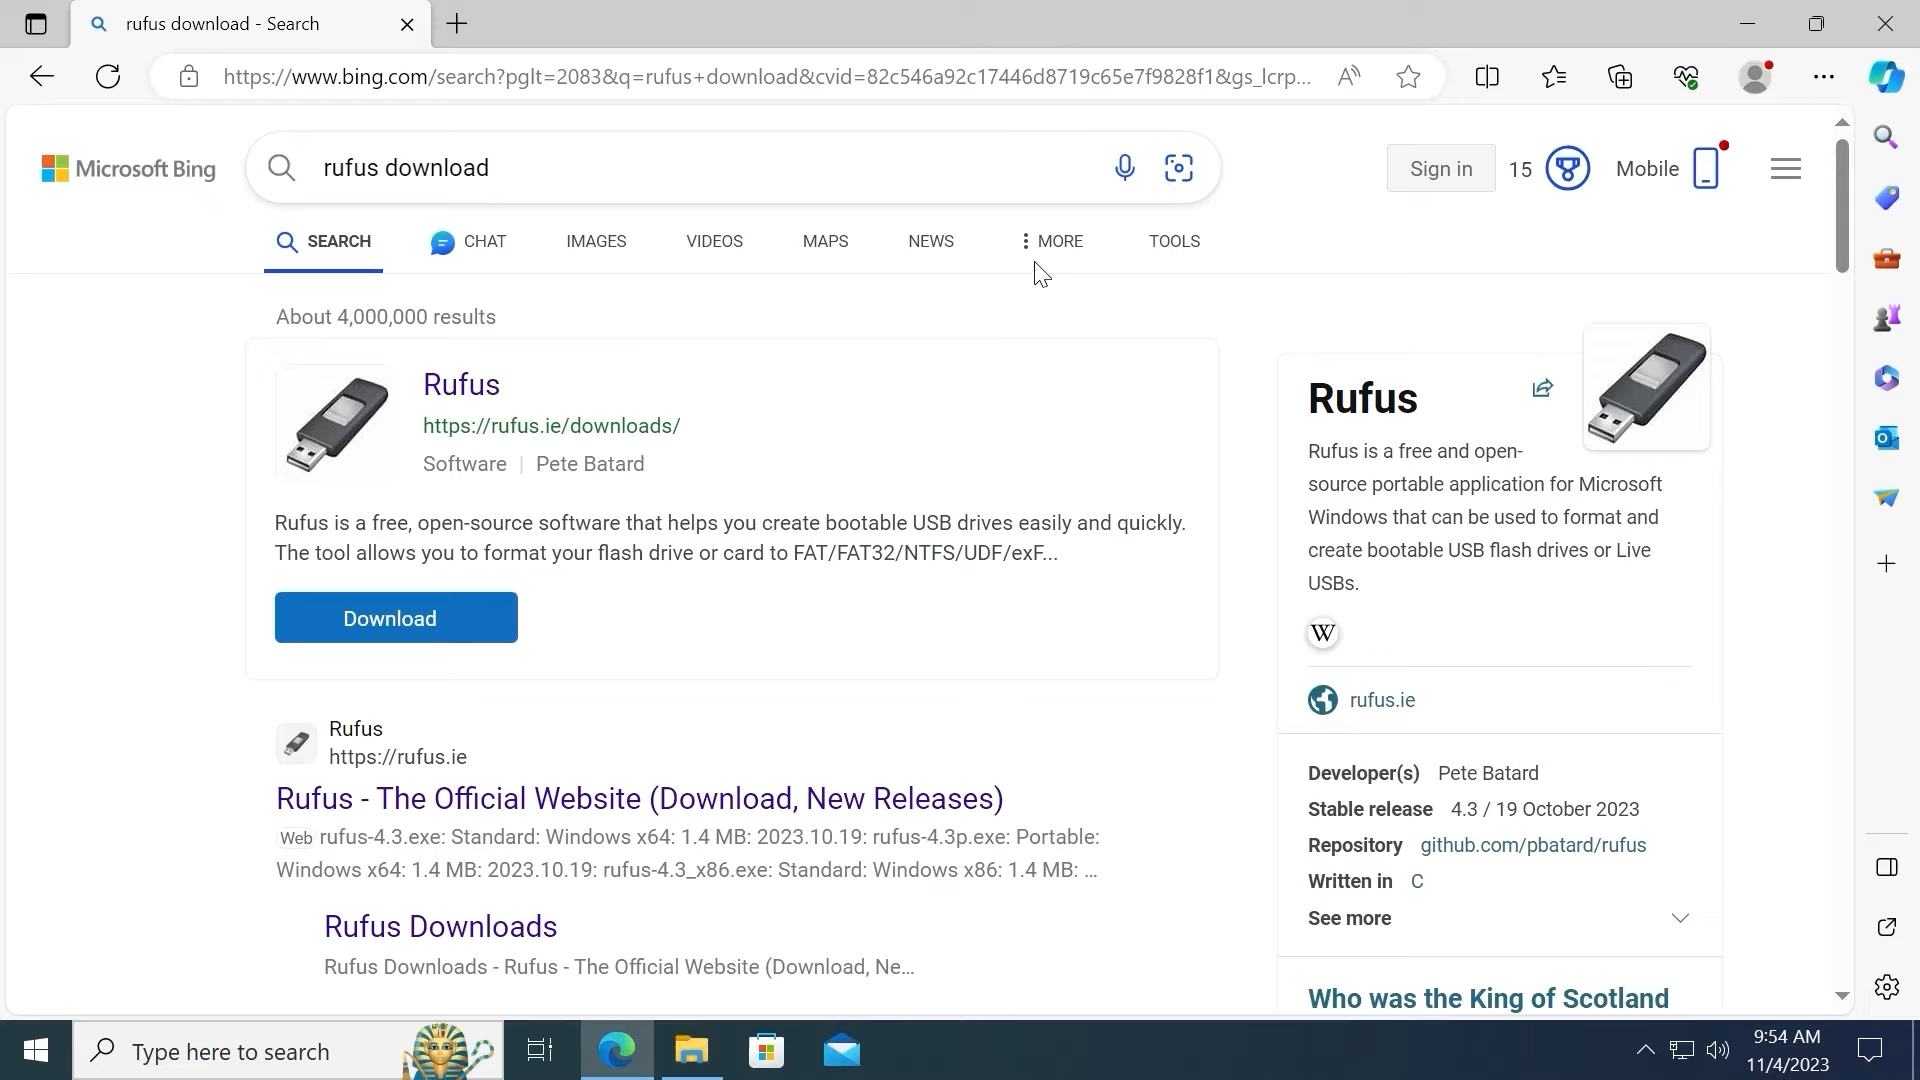 rufus download - Search
https://www.bing.com/search?pglt=2083&q=rufus+download&cvid=82c546a92c17446d8719c65e7f9828f1&gs_lcrp...
Microsoft Bing
rufus download
Sign in
15
Mobile
SEARCH
CHAT
IMAGES
VIDEOS
MAPS
NEWS
MORE
TOOLS
About 4,000,000 results
Rufus
https://rufus.ie/downloads/
Software | Pete Batard
Rufus is a free, open-source software that helps you create bootable USB drives easily and quickly.
The tool allows you to format your flash drive or card to FAT/FAT32/NTFS/UDF/exF...
Download
Rufus
https://rufus.ie
Rufus - The Official Website (Download, New Releases)
Web rufus-4.3.exe: Standard: Windows x64: 1.4 MB: 2023.10.19: rufus-4.3p.exe: Portable:
Windows x64: 1.4 MB: 2023.10.19: rufus-4.3_x86.exe: Standard: Windows x86: 1.4 MB: ...
Rufus Downloads
Rufus Downloads - Rufus - The Official Website (Download, Ne...
Rufus
Rufus is a free and open-
source portable application for Microsoft
Windows that can be used to format and
create bootable USB flash drives or Live
USBs.
W
rufus.ie
Developer(s) Pete Batard
Stable release 4.3 / 19 October 2023
Repository github.com/pbatard/rufus
Written in C
See more
Who was the King of Scotland
Type here to search
9:54 AM
11/4/2023